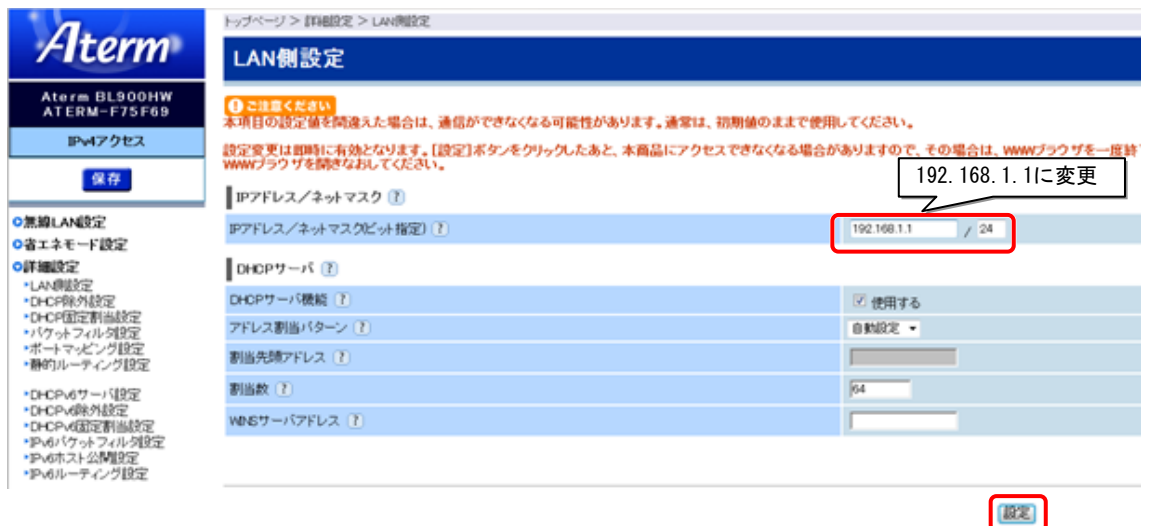 Aterm
Aterm BL900HW
ATERM-F75F69
IPv4アクセス
保存
無線LAN設定
省エネモード設定
詳細設定
LAN側設定
DHCP除外設定
DHCP固定割当設定
パケットフィルタ設定
ポートマッピング設定
静的ルーティング設定
DHCPv6サーバ設定
DHCPv6除外設定
DHCPv6固定割当設定
IPv6パケットフィルタ設定
IPv6ホスト公開設定
IPv6ルーティング設定
トップページ > 詳細設定 > LAN側設定
LAN側設定
ご注意ください
本項目の設定値を間違えた場合は、通信ができなくなる可能性があります。通常は、初期値のままで使用してください。
設定変更は即時に有効となります。[設定]ボタンをクリックしたあと、本商品にアクセスできなくなる場合がありますので、その場合は、WWWブラウザを一度終
WWWブラウザを開きなおしてください。
192.168.1.1に変更
IPアドレス/ネットマスク ?
IPアドレス/ネットマスク(ビット指定) ? 192.168.1.1 / 24
DHCPサーバ ?
DHCPサーバ機能 ? 使用する
アドレス割当パターン ? 自動設定
割当先頭アドレス ?
割当数 ? 64
WINSサーバアドレス ?
設定